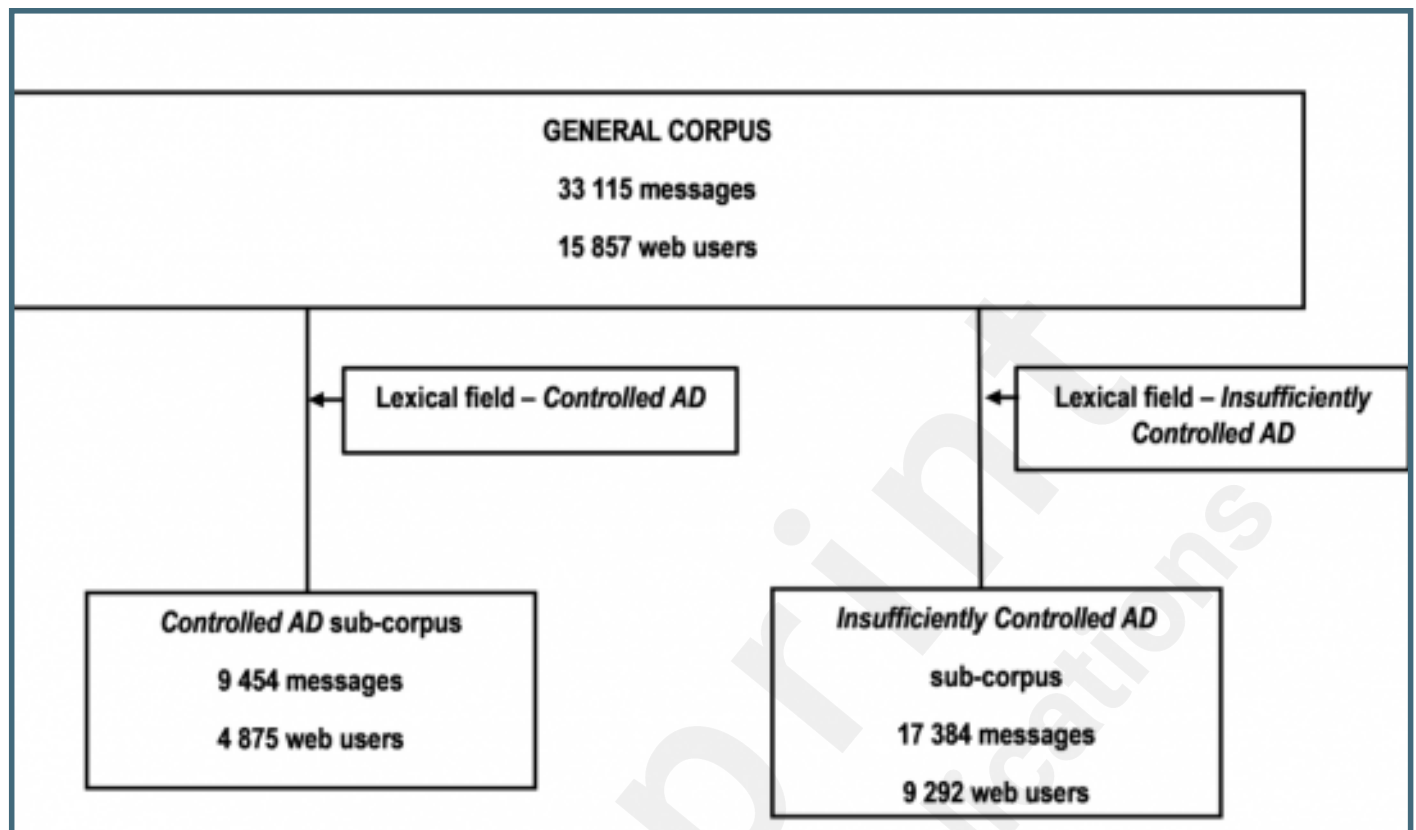 GENERAL CORPUS
33 115 messages
15 857 web users
Lexical field – Controlled AD
Lexical field – Insufficiently
Controlled AD
Controlled AD sub-corpus
9 454 messages
4 875 web users
Insufficiently Controlled AD
sub-corpus
17 384 messages
9 292 web users
print
lications